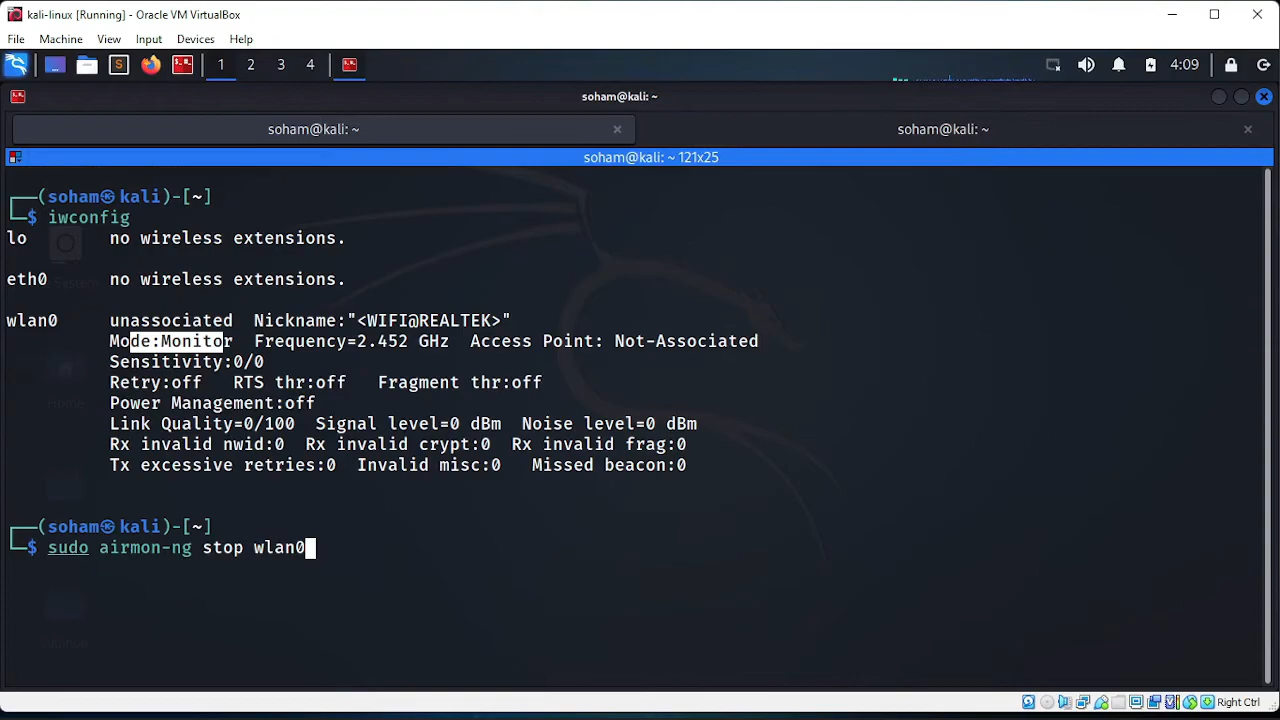 kali-linux [Running] - Oracle VM VirtualBox
File Machine View Input Devices Help
1 2 3 4 4:09
soham@kali: ~
soham@kali: ~ soham@kali: ~
soham@kali: ~ 121x25
┌──(soham㉿kali)-[~]
└─$ iwconfig
lo        no wireless extensions.
eth0      no wireless extensions.
wlan0     unassociated  Nickname:"<WIFI@REALTEK>"
Mode:Monitor  Frequency=2.452 GHz  Access Point: Not-Associated
Sensitivity:0/0
Retry:off   RTS thr:off   Fragment thr:off
Power Management:off
Link Quality=0/100  Signal level=0 dBm  Noise level=0 dBm
Rx invalid nwid:0  Rx invalid crypt:0  Rx invalid frag:0
Tx excessive retries:0  Invalid misc:0   Missed beacon:0
┌──(soham㉿kali)-[~]
└─$ sudo airmon-ng stop wlan0
Right Ctrl